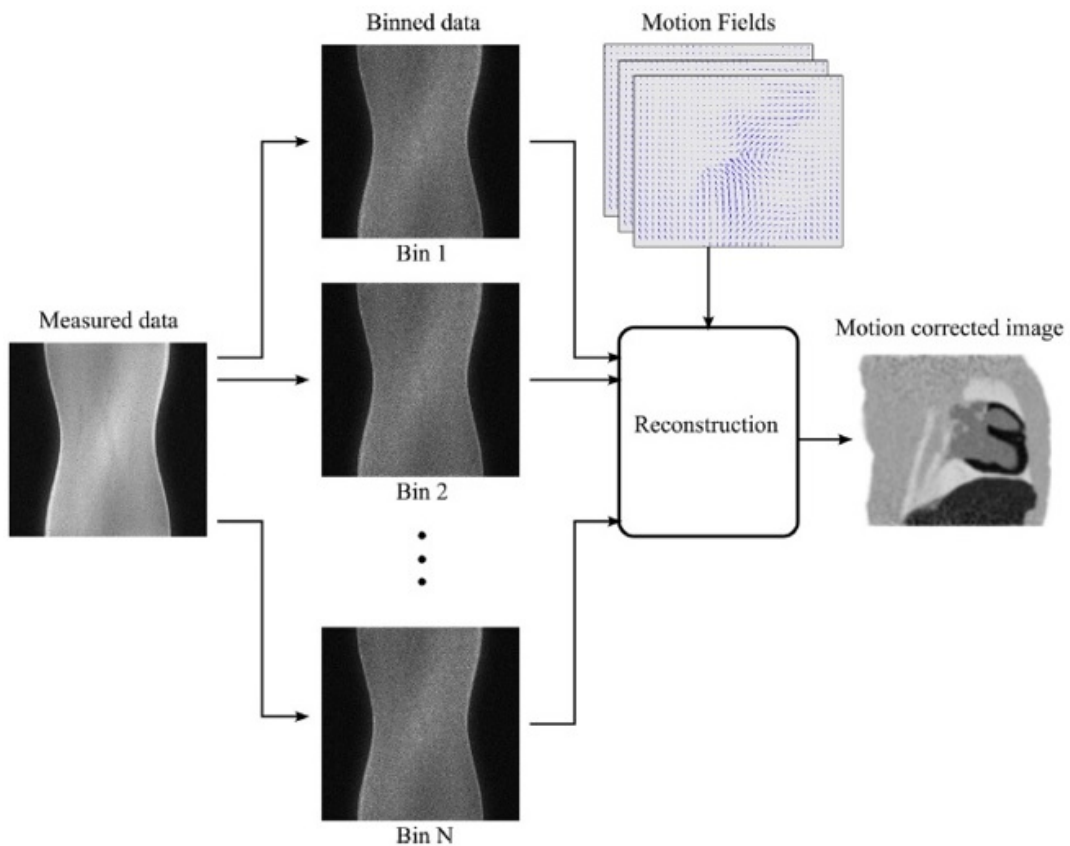 Binned data
Motion Fields
Bin 1
Measured data
Motion corrected image
Reconstruction
Bin 2
Bin N